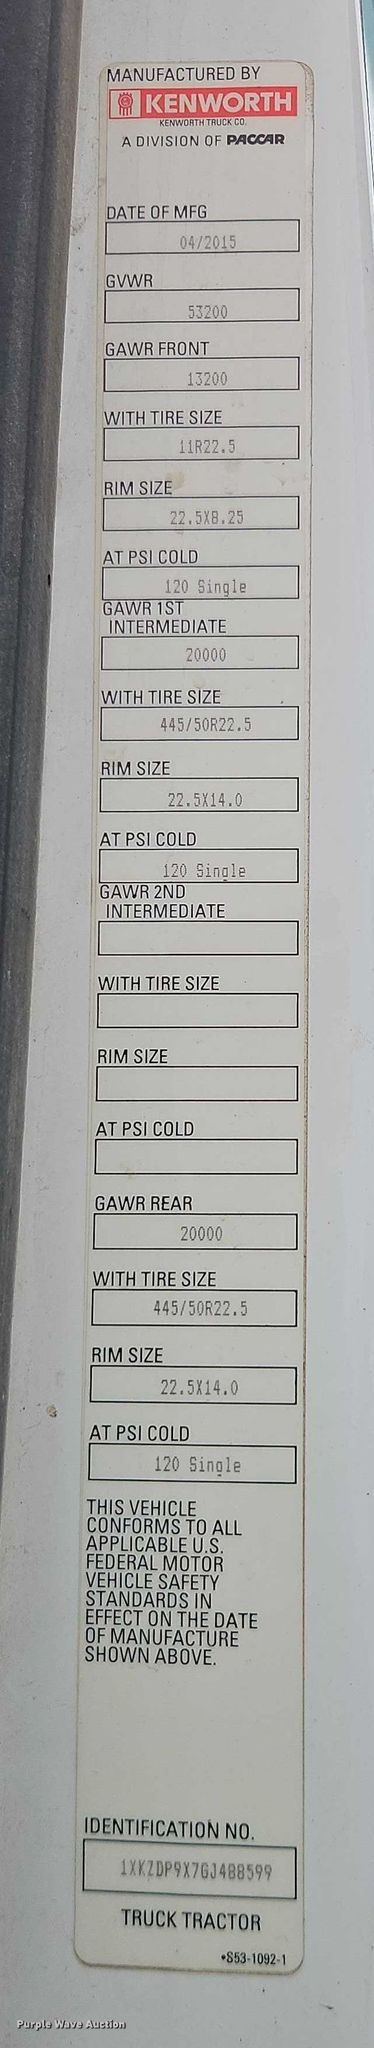 MANUFACTURED BY
KENWORTH
KENWORTH TRUCK CO.
A DIVISION OF PACCAR
DATE OF MFG
04/2015
GVWR
53200
GAWR FRONT
13200
WITH TIRE SIZE
11R22.5
RIM SIZE
22.5X8.25
AT PSI COLD
120 Single
GAWR 1ST
INTERMEDIATE
20000
WITH TIRE SIZE
445/50R22.5
RIM SIZE
22.5X14.0
AT PSI COLD
120 Single
GAWR 2ND
INTERMEDIATE
WITH TIRE SIZE
RIM SIZE
AT PSI COLD
GAWR REAR
20000
WITH TIRE SIZE
445/50R22.5
RIM SIZE
22.5X14.0
AT PSI COLD
120 Single
THIS VEHICLE
CONFORMS TO ALL
APPLICABLE U.S.
FEDERAL MOTOR
VEHICLE SAFETY
STANDARDS IN
EFFECT ON THE DATE
OF MANUFACTURE
SHOWN ABOVE.
IDENTIFICATION NO.
1XKZDP9X7GJ488599
TRUCK TRACTOR
•S53-1092-1
Purple Wave Auction